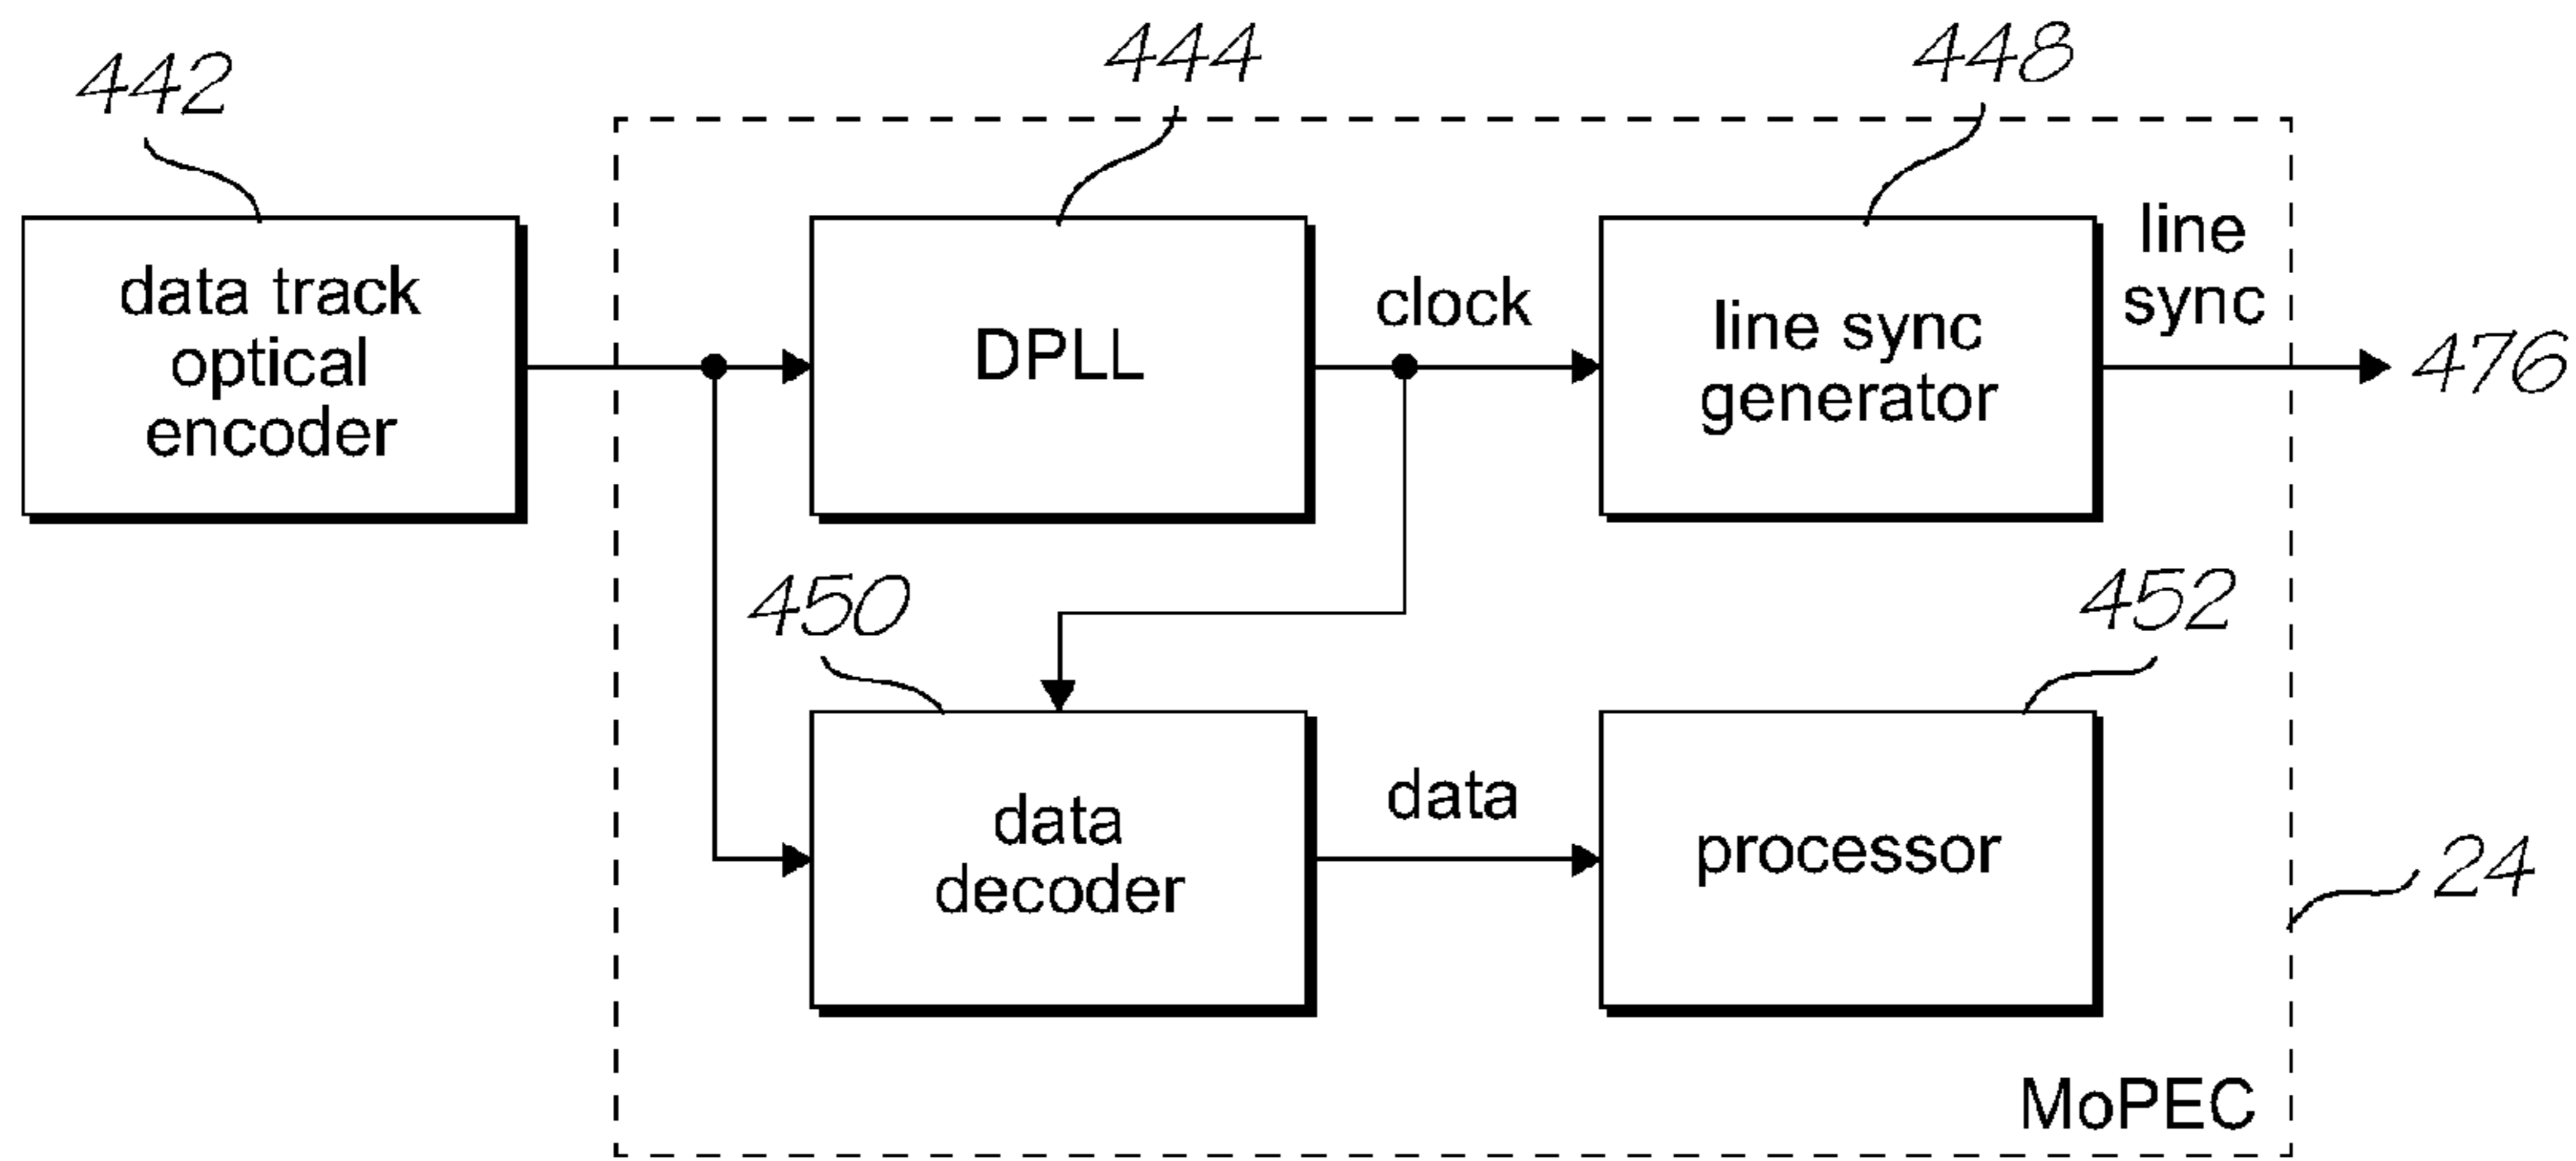 442
444
448
data track
optical
encoder
DPLL
clock
line sync
generator
line
sync
476
450
452
data
decoder
data
processor
24
MoPEC